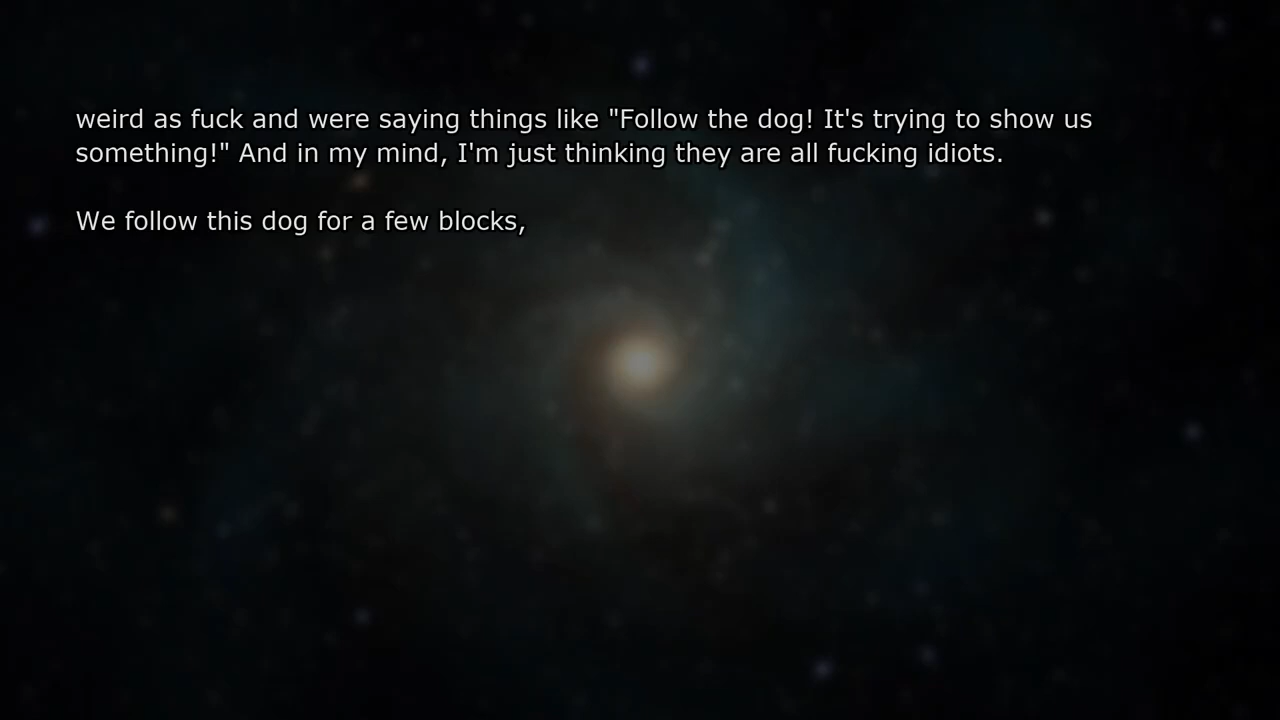 weird as fuck and were saying things like "Follow the dog! It's trying to show us
something!" And in my mind, I'm just thinking they are all fucking idiots.
We follow this dog for a few blocks,